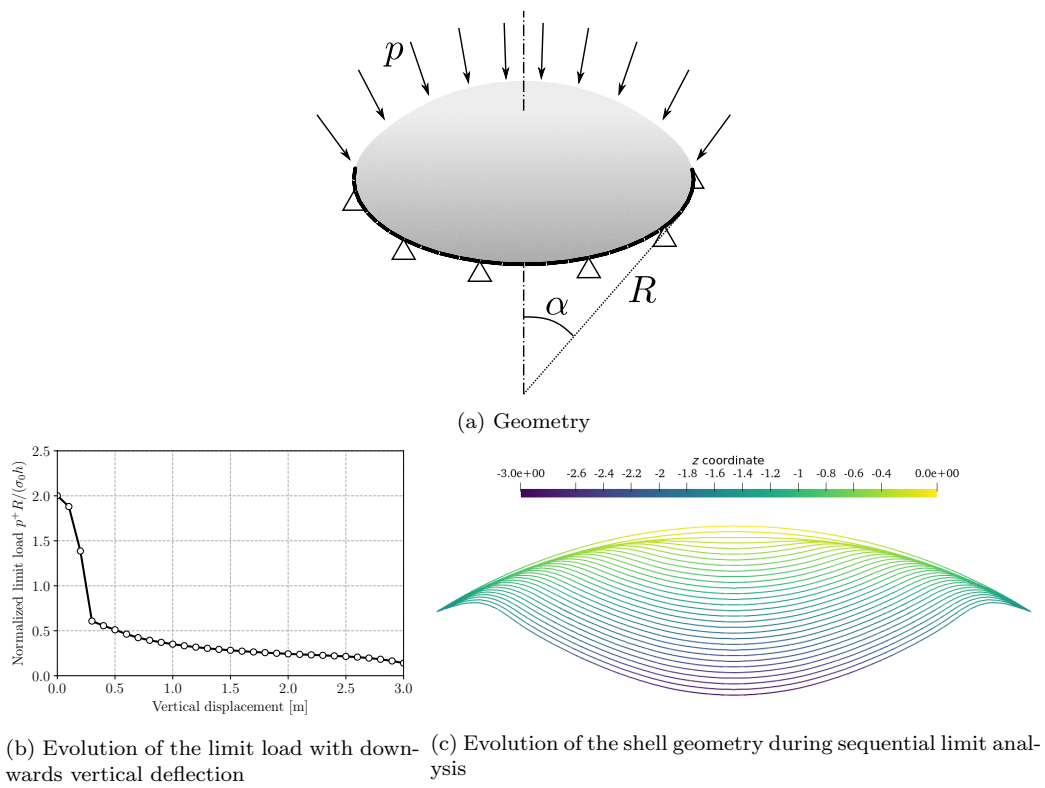 p
R
α
(a) Geometry
2.5
2.0
1.5
1.0
0.5
0.0
Normalized limit load p⁺R/(σ₀h)
0.0 0.5 1.0 1.5 2.0 2.5 3.0
Vertical displacement [m]
z coordinate
-3.0e+00 -2.6 -2.4 -2.2 -2 -1.8 -1.6 -1.4 -1.2 -1 -0.8 -0.6 -0.4 0.0e+00
(b) Evolution of the limit load with down-
wards vertical deflection
(c) Evolution of the shell geometry during sequential limit anal-
ysis